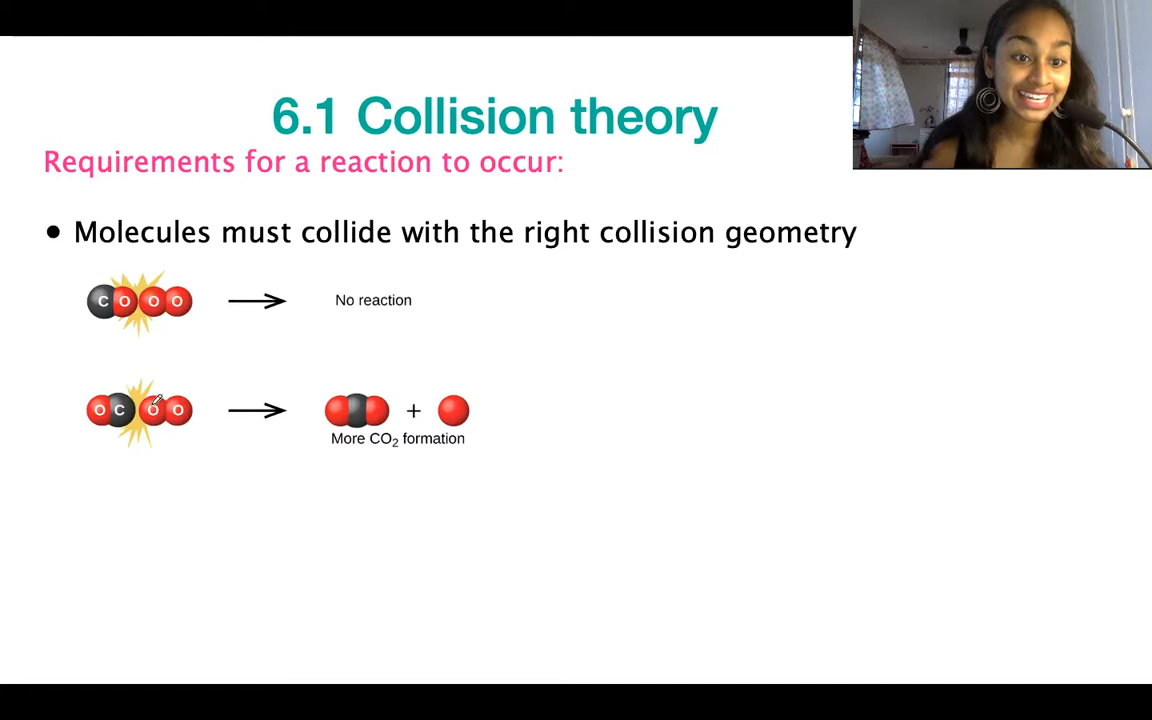 6.1 Collision theory
Requirements for a reaction to occur:
• Molecules must collide with the right collision geometry
C O O O
No reaction
O C O O
+
More CO₂ formation